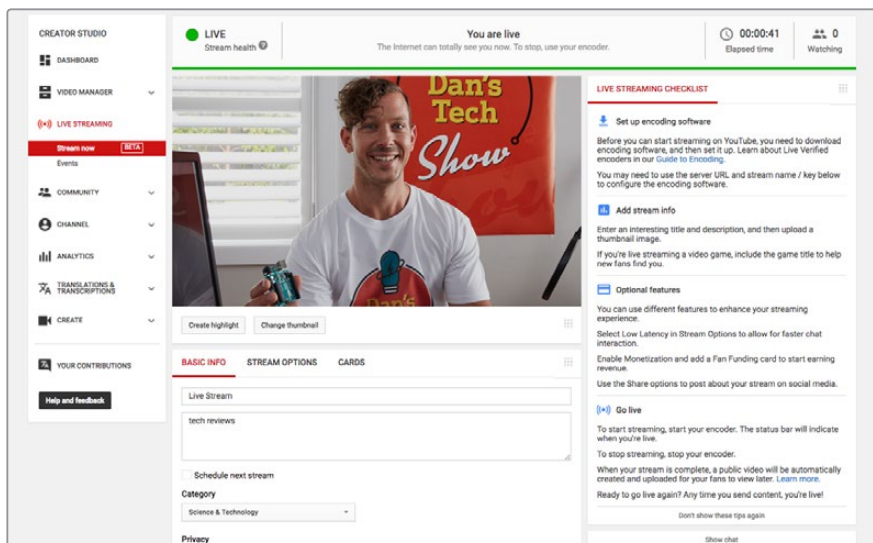 CREATOR STUDIO
DASHBOARD
VIDEO MANAGER
LIVE STREAMING
Stream now BETA
Events
COMMUNITY
CHANNEL
ANALYTICS
TRANSLATIONS &
TRANSCRIPTIONS
CREATE
YOUR CONTRIBUTIONS
Help and feedback
LIVE
Stream health ?
You are live
The Internet can totally see you now. To stop, use your encoder.
00:00:41
Elapsed time
0
Watching
Dan's
Tech
Show
Dan's
Create highlight
Change thumbnail
BASIC INFO STREAM OPTIONS CARDS
Live Stream
tech reviews
Schedule next stream
Category
Science & Technology
Privacy
LIVE STREAMING CHECKLIST
Set up encoding software
Before you can start streaming on YouTube, you need to download
encoding software, and then set it up. Learn about Live Verified
encoders in our Guide to Encoding.
You may need to use the server URL and stream name / key below
to configure the encoding software.
Add stream info
Enter an interesting title and description, and then upload a
thumbnail image.
If you're live streaming a video game, include the game title to help
new fans find you.
Optional features
You can use different features to enhance your streaming
experience.
Select Low Latency in Stream Options to allow for faster chat
interaction.
Enable Monetization and add a Fan Funding card to start earning
revenue.
Use the Share options to post about your stream on social media.
Go live
To start streaming, start your encoder. The status bar will indicate
when you're live.
To stop streaming, stop your encoder.
When your stream is complete, a public video will be automatically
created and uploaded for your fans to view later. Learn more.
Ready to go live again? Any time you send content, you're live!
Don't show these tips again
Show chat